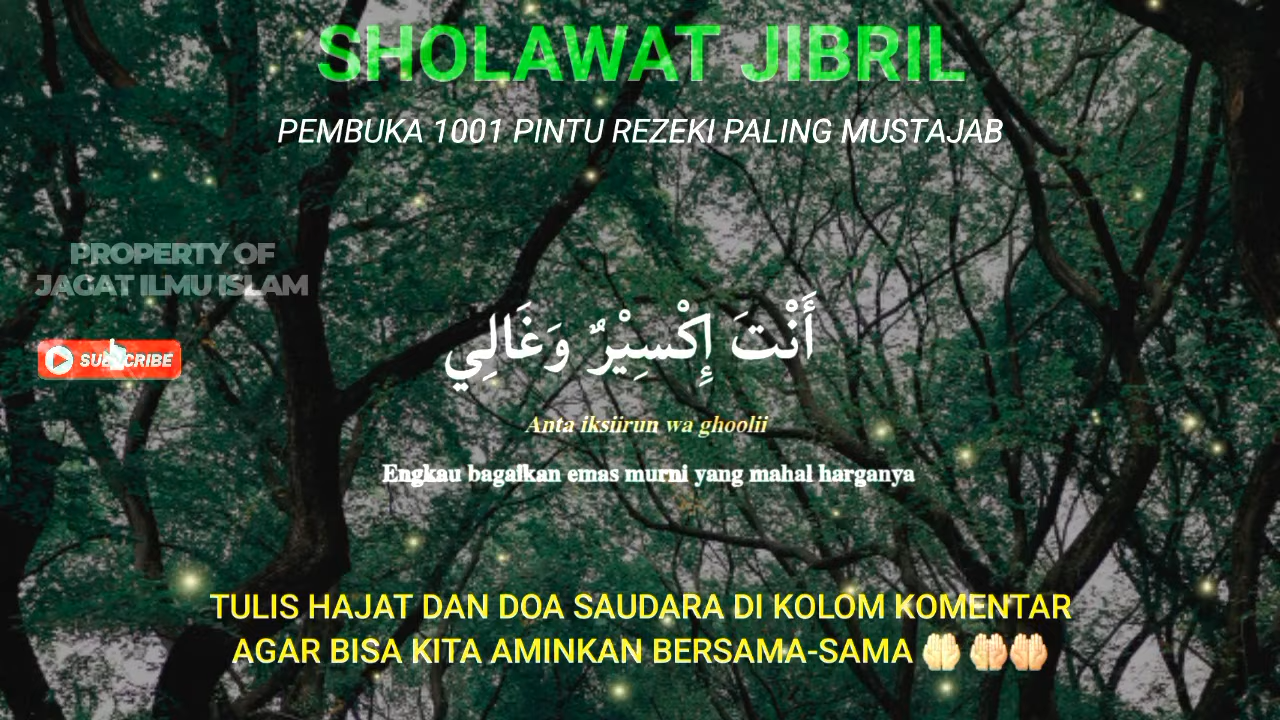 SHOLAWAT JIBRIL
PEMBUKA 1001 PINTU REZEKI PALING MUSTAJAB
PROPERTY OF
JAGAT ILMU ISLAM
SUBSCRIBE
أَنْتَ إِكْسِيْرٌ وَغَالِي
Anta iksiirun wa ghoolii
Engkau bagaikan emas murni yang mahal harganya
TULIS HAJAT DAN DOA SAUDARA DI KOLOM KOMENTAR
AGAR BISA KITA AMINKAN BERSAMA-SAMA 🤲🏻 🤲🏻🤲🏻